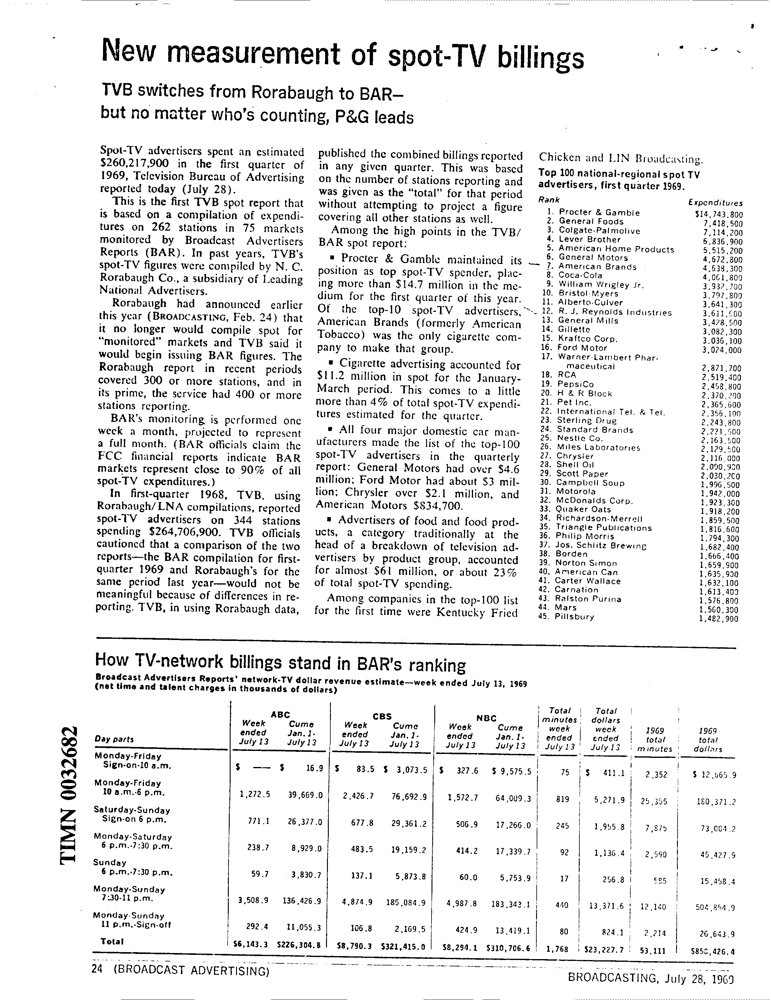 New measurement of spot-TV billings
TVB switches from Rorabaugh to BAR—
but no matter who's counting, P&G leads
Spot-TV advertisers spent an estimated
$260,217,900 in the first quarter of
1969, Television Bureau of Advertising
reported today (July 28).
This is the first TVB spot report that
is based on a compilation of expendi-
tures on 262 stations in 75 markets
monitored by Broadcast Advertisers
Reports (BAR). In past years, TVB's
spot-TV figures were compiled by N. C.
Rorabaugh Co., a subsidiary of Leading
National Advertisers.
Rorabaugh had announced earlier
this year (BROADCASTING, Feb. 24) that
it no longer would compile spot for
"monitored" markets and TVB said it
would begin issuing BAR figures. The
Rorabaugh report in recent periods
covered 300 or more stations, and in
its prime, the service had 400 or more
stations reporting.
BAR's monitoring is performed one
week a month, projected to represent
a full month. (BAR officials claim the
FCC financial reports indicate BAR
markets represent close to 90% of all
spot-TV expenditures.)
In first-quarter 1968, TVB, using
Rorabaugh/LNA compilations, reported
spot-TV advertisers on 344 stations
spending $264,706,900. TVB officials
cautioned that a comparison of the two
reports—the BAR compilation for first-
quarter 1969 and Rorabaugh's for the
same period last year—would not be
meaningful because of differences in re-
porting. TVB, in using Rorabaugh data,
published the combined billings reported
in any given quarter. This was based
on the number of stations reporting and
was given as the "total" for that period
without attempting to project a figure
covering all other stations as well.
Among the high points in the TVB/
BAR spot report:
▪ Procter & Gamble maintained its
position as top spot-TV spender, plac-
ing more than $14.7 million in the me-
dium for the first quarter of this year.
Of the top-10 spot-TV advertisers,
American Brands (formerly American
Tobacco) was the only cigarette com-
pany to make that group.
▪ Cigarette advertising accounted for
$11.2 million in spot for the January-
March period. This comes to a little
more than 4% of total spot-TV expendi-
tures estimated for the quarter.
▪ All four major domestic car man-
ufacturers made the list of the top-100
spot-TV advertisers in the quarterly
report: General Motors had over $4.6
million; Ford Motor had about $3 mil-
lion; Chrysler over $2.1 million, and
American Motors $834,700.
▪ Advertisers of food and food prod-
ucts, a category traditionally at the
head of a breakdown of television ad-
vertisers by product group, accounted
for almost $61 million, or about 23%
of total spot-TV spending.
Among companies in the top-100 list
for the first time were Kentucky Fried
Chicken and LIN Broadcasting.
Top 100 national-regional spot TV
advertisers, first quarter 1969.
Rank Expenditures
1. Procter & Gamble $14,743,800
2. General Foods 7,418,500
3. Colgate-Palmolive 7,114,200
4. Lever Brother 6,836,900
5. American Home Products 5,515,200
6. General Motors 4,672,800
7. American Brands 4,638,300
8. Coca-Cola 4,061,800
9. William Wrigley Jr. 3,937,700
10. Bristol-Myers 3,797,800
11. Alberto-Culver 3,641,300
12. R. J. Reynolds Industries 3,611,600
13. General Mills 3,428,500
14. Gillette 3,082,300
15. Kraftco Corp. 3,036,100
16. Ford Motor 3,024,000
17. Warner-Lambert Phar-
maceutical 2,871,700
18. RCA 2,519,400
19. PepsiCo 2,458,800
20. H & R Block
21. Pet Inc. 2,365,600
22. International Tel. & Tel. 2,356,100
23. Sterling Drug 2,243,800
24. Standard Brands
25. Nestle Co. 2,163,500
26. Miles Laboratories
27. Chrysler 2,116,000
28. Shell Oil 2,090,900
29. Scott Paper
30. Campbell Soup 1,996,500
31. Motorola 1,942,000
32. McDonalds Corp. 1,923,300
33. Quaker Oats 1,918,200
34. Richardson-Merrell 1,859,500
35. Triangle Publications 1,816,600
36. Philip Morris 1,794,300
37. Jos. Schlitz Brewing 1,682,400
38. Borden 1,666,400
39. Norton Simon 1,659,900
40. American Can 1,635,900
41. Carter Wallace 1,632,100
42. Carnation 1,613,400
43. Ralston Purina 1,576,800
44. Mars 1,560,300
45. Pillsbury 1,482,900
How TV-network billings stand in BAR's ranking
Broadcast Advertisers Reports' network-TV dollar revenue estimate—week ended July 13, 1969
(net time and talent charges in thousands of dollars)
ABC CBS NBC
Day parts Week ended July 13 Cume Jan. 1- July 13 Week ended July 13 Cume Jan. 1- July 13 Week ended July 13 Cume Jan. 1- July 13 Total minutes week ended July 13 Total dollars week ended July 13 1969 total minutes 1969 total dollars
Monday-Friday
Sign-on-10 a.m. $ —— $ 16.9 $ 83.5 $ 3,073.5 $ 327.6 $ 9,575.5 75 $ 411.1 2,352 $ 12,665.9
Monday-Friday
10 a.m.-6 p.m. 1,272.5 39,669.0 2,426.7 76,692.9 1,572.7 64,009.3 819 5,271.9 25,355 180,371.2
Saturday-Sunday
Sign-on 6 p.m. 771.1 26,377.0 677.8 29,361.2 506.9 17,266.0 245 1,955.8 7,875 73,004.2
Monday-Saturday
6 p.m.-7:30 p.m. 238.7 8,929.0 483.5 19,159.2 414.2 17,339.7 92 1,136.4 2,590 45,427.9
Sunday
6 p.m.-7:30 p.m. 59.7 3,830.7 137.1 5,873.8 60.0 5,753.9 17 256.8 15,458.4
Monday-Sunday
7:30-11 p.m. 3,508.9 136,426.9 4,874.9 185,084.9 4,987.8 183,343.1 440 13,371.6 12,140 504,854.9
Monday-Sunday
11 p.m.-Sign-off 292.4 11,055.3 106.8 2,169.5 424.9 13,419.1 80 824.1 2,214 26,643.9
Total $6,143.3 $226,304.8 $8,790.3 $321,415.0 $8,294.1 $310,706.6 1,768 $23,227.7 53,111 $858,426.4
24 (BROADCAST ADVERTISING)
BROADCASTING, July 28, 1969
TIMN 0032682